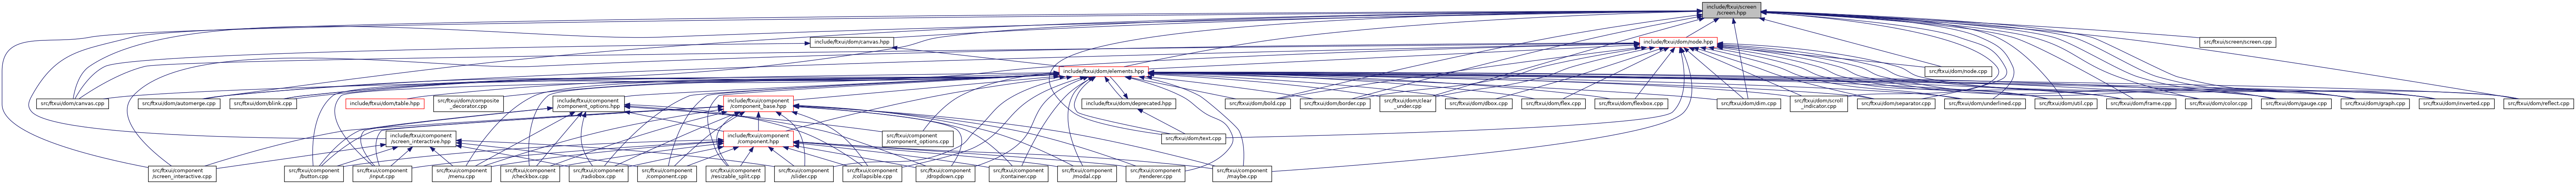 include/ftxui/screen
/screen.hpp
include/ftxui/dom/canvas.hpp
include/ftxui/dom/node.hpp
src/ftxui/screen/screen.cpp
include/ftxui/dom/elements.hpp
src/ftxui/dom/node.cpp
src/ftxui/dom/canvas.cpp
src/ftxui/dom/automerge.cpp
src/ftxui/dom/blink.cpp
include/ftxui/dom/table.hpp
src/ftxui/dom/composite
_decorator.cpp
include/ftxui/component
/component_options.hpp
include/ftxui/component
/component_base.hpp
include/ftxui/dom/deprecated.hpp
src/ftxui/dom/bold.cpp
src/ftxui/dom/border.cpp
src/ftxui/dom/clear
_under.cpp
src/ftxui/dom/dbox.cpp
src/ftxui/dom/flex.cpp
src/ftxui/dom/flexbox.cpp
src/ftxui/dom/dim.cpp
src/ftxui/dom/scroll
_indicator.cpp
src/ftxui/dom/separator.cpp
src/ftxui/dom/underlined.cpp
src/ftxui/dom/util.cpp
src/ftxui/dom/frame.cpp
src/ftxui/dom/color.cpp
src/ftxui/dom/gauge.cpp
src/ftxui/dom/graph.cpp
src/ftxui/dom/inverted.cpp
src/ftxui/dom/reflect.cpp
include/ftxui/component
/screen_interactive.hpp
include/ftxui/component
/component.hpp
src/ftxui/component
/component_options.cpp
src/ftxui/dom/text.cpp
src/ftxui/component
/screen_interactive.cpp
src/ftxui/component
/button.cpp
src/ftxui/component
/input.cpp
src/ftxui/component
/menu.cpp
src/ftxui/component
/checkbox.cpp
src/ftxui/component
/radiobox.cpp
src/ftxui/component
/component.cpp
src/ftxui/component
/resizable_split.cpp
src/ftxui/component
/slider.cpp
src/ftxui/component
/collapsible.cpp
src/ftxui/component
/dropdown.cpp
src/ftxui/component
/container.cpp
src/ftxui/component
/modal.cpp
src/ftxui/component
/renderer.cpp
src/ftxui/component
/maybe.cpp